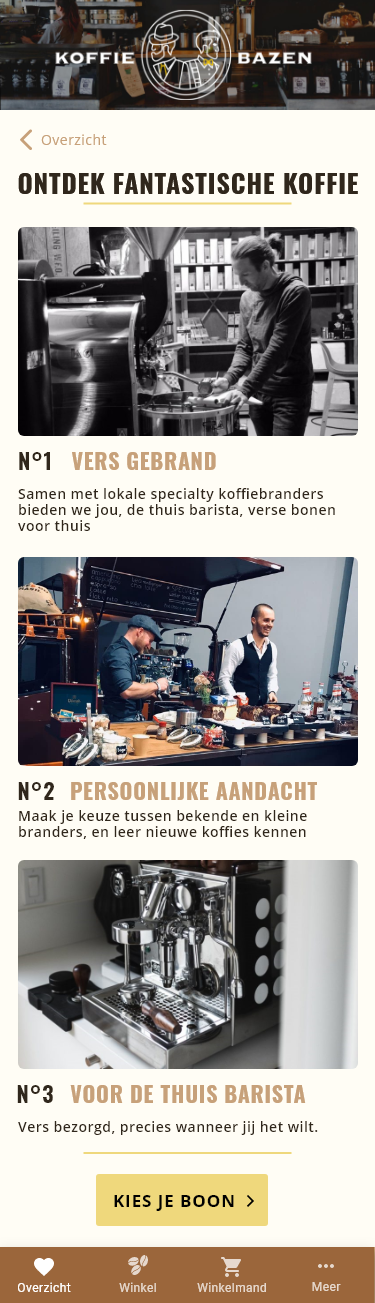 KOFFIE BAZEN
Overzicht
ONTDEK FANTASTISCHE KOFFIE
N°1 VERS GEBRAND
Samen met lokale specialty koffiebranders
bieden we jou, de thuis barista, verse bonen
voor thuis
N°2 PERSOONLIJKE AANDACHT
Maak je keuze tussen bekende en kleine
branders, en leer nieuwe koffies kennen
N°3 VOOR DE THUIS BARISTA
Vers bezorgd, precies wanneer jij het wilt.
KIES JE BOON
Overzicht Winkel Winkelmand Meer